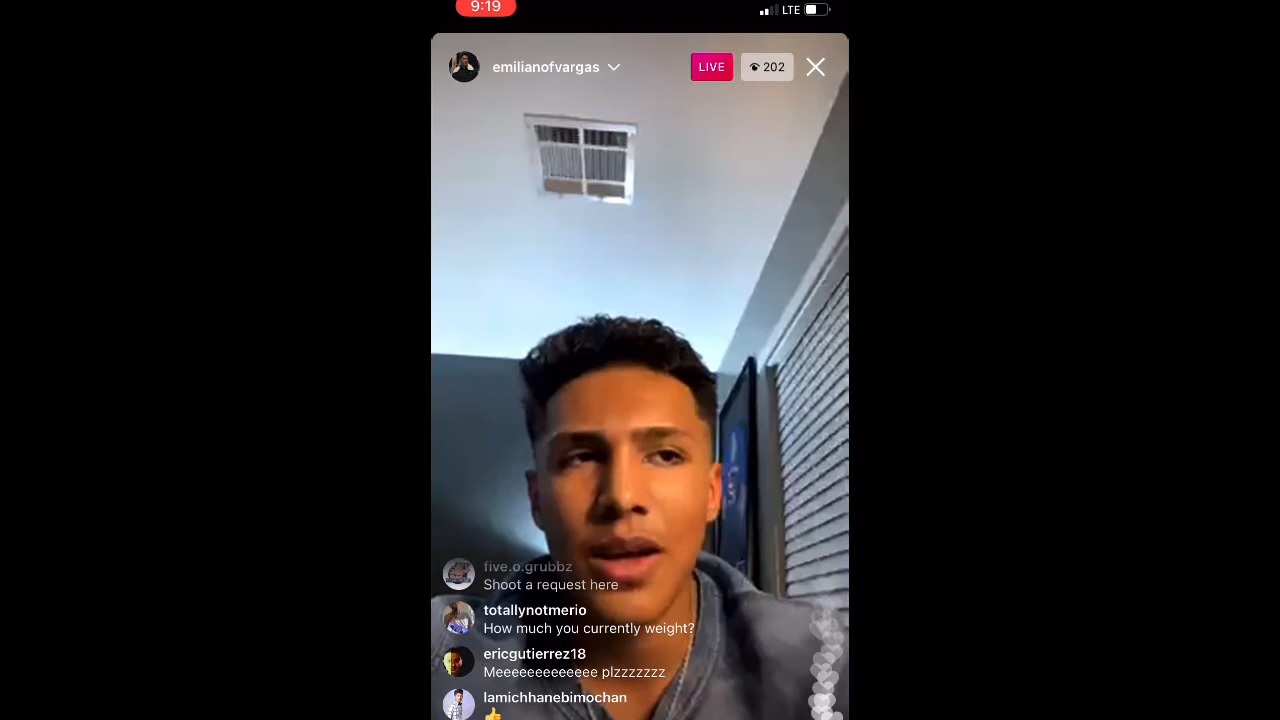 9:19
LTE
emilianofvargas
LIVE
202
five.o.grubbz
Shoot a request here
totallynotmerio
How much you currently weight?
ericgutierrez18
Meeeeeeeeeeeee plzzzzzzz
lamichhanebimochan
👍